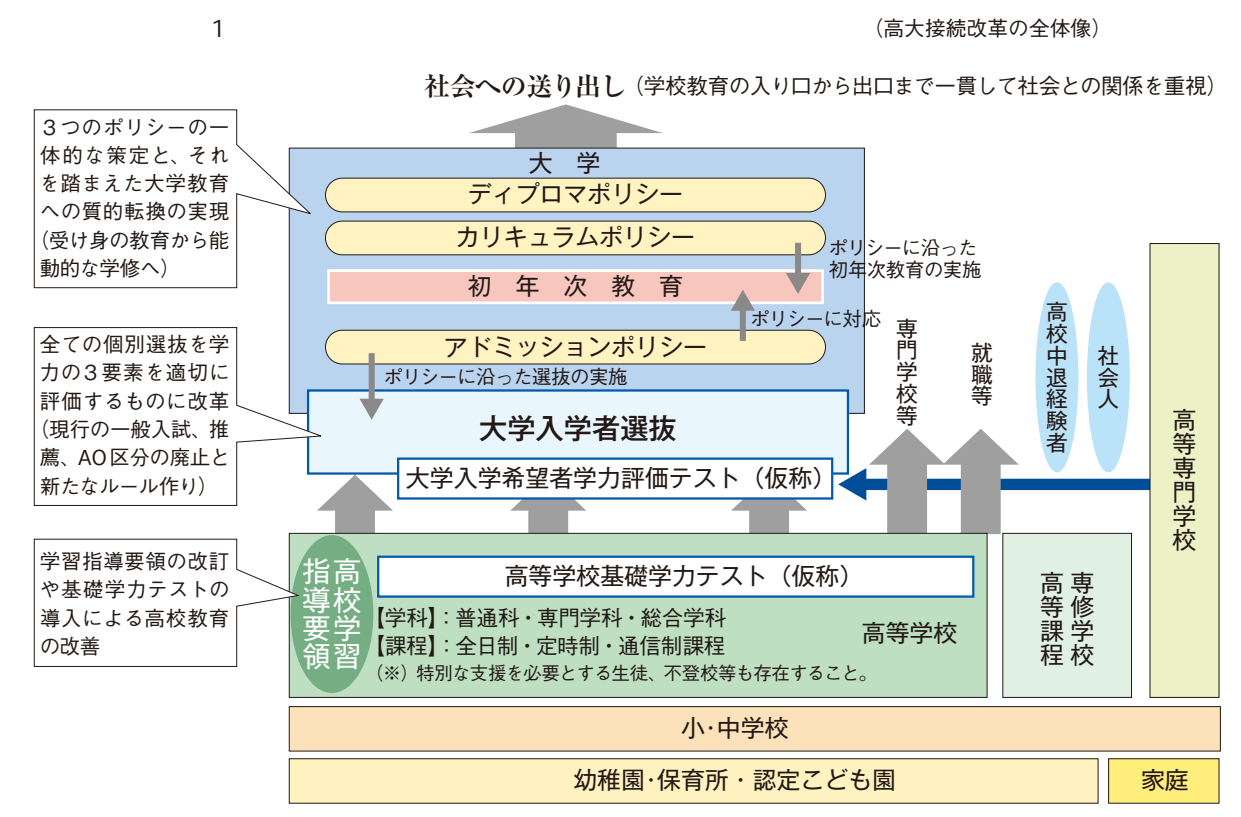 1
（高大接続改革の全体像）
社会への送り出し（学校教育の入り口から出口まで一貫して社会との関係を重視）
３つのポリシーの一
体的な策定と、それ
を踏まえた大学教育
への質的転換の実現
（受け身の教育から能
動的な学修へ）
大　学
ディプロマポリシー
カリキュラムポリシー
ポリシーに沿った
初年次教育の実施
初　年　次　教　育
ポリシーに対応
アドミッションポリシー
ポリシーに沿った選抜の実施
全ての個別選抜を学
力の３要素を適切に
評価するものに改革
（現行の一般入試、推
薦、AO区分の廃止と
新たなルール作り）
大学入学者選抜
大学入学希望者学力評価テスト（仮称）
専門学校等
就職等
高校中退経験者
社会人
高等専門学校
学習指導要領の改訂
や基礎学力テストの
導入による高校教育
の改善
高校学習
指導要領
高等学校基礎学力テスト（仮称）
【学科】：普通科・専門学科・総合学科
【課程】：全日制・定時制・通信制課程
（※）特別な支援を必要とする生徒、不登校等も存在すること。
高等学校
専修学校
高等課程
小・中学校
幼稚園・保育所・認定こども園
家庭